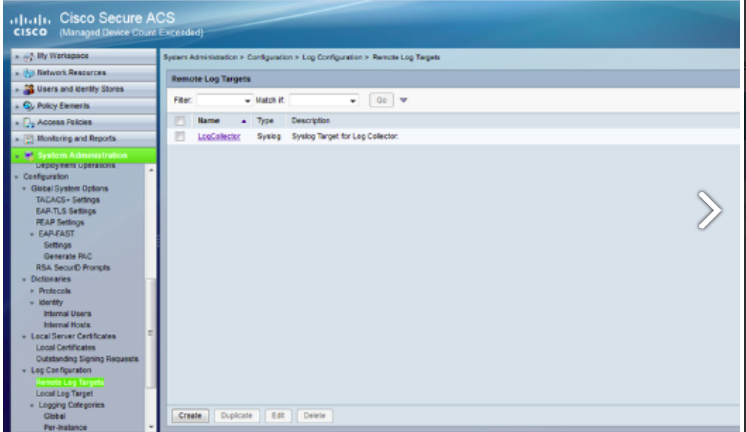 Cisco Secure ACS
CISCO (Managed Device Count Exceeded)
My Workspace
Network Resources
Users and Identity Stores
Policy Elements
Access Policies
Monitoring and Reports
System Administration
Deployment Operations
Configuration
Global System Options
TACACS+ Settings
EAP-TLS Settings
PEAP Settings
EAP-FAST
Settings
Generate PAC
RSA SecurID Prompts
Dictionaries
Protocols
Identity
Internal Users
Internal Hosts
Local Server Certificates
Local Certificates
Outstanding Signing Requests
Log Configuration
Remote Log Targets
Local Log Target
Logging Categories
Global
Per-Instance
System Administration > Configuration > Log Configuration > Remote Log Targets
Remote Log Targets
Filter: Match if: Go
Name Type Description
LogCollector Syslog Syslog Target for Log Collector.
Create Duplicate Edit Delete